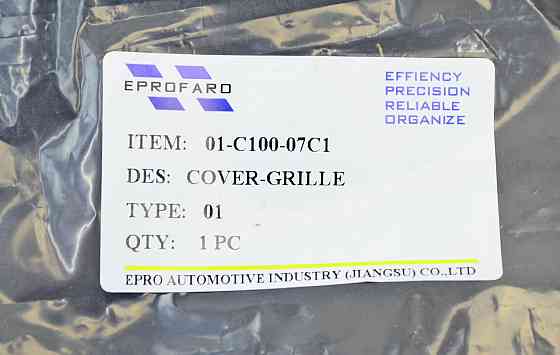 EPROFARO
EFFIENCY
PRECISION
RELIABLE
ORGANIZE
ITEM: 01-C100-07C1
DES: COVER-GRILLE
TYPE: 01
QTY: 1 PC
EPRO AUTOMOTIVE INDUSTRY (JIANGSU) CO.,LTD